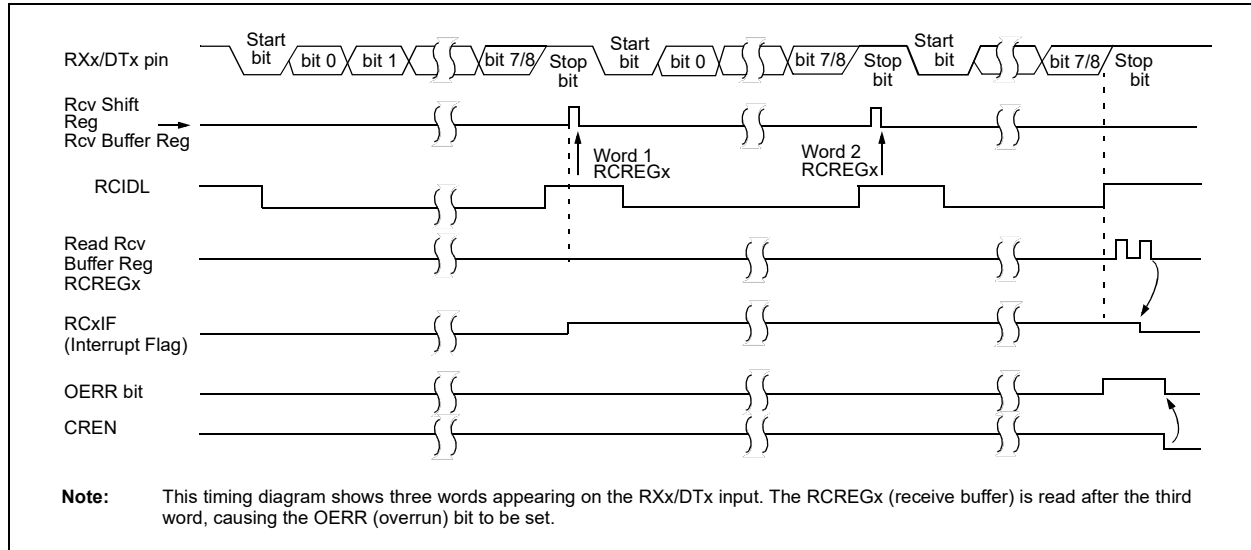 RXx/DTx pin
Start
bit
bit 0
bit 1
bit 7/8
Stop
bit
Start
bit
bit 0
bit 7/8
Stop
bit
Start
bit
bit 7/8
Stop
bit
Rcv Shift
Reg
Rcv Buffer Reg
Word 1
RCREGx
Word 2
RCREGx
RCIDL
Read Rcv
Buffer Reg
RCREGx
RCxIF
(Interrupt Flag)
OERR bit
CREN
Note: This timing diagram shows three words appearing on the RXx/DTx input. The RCREGx (receive buffer) is read after the third
word, causing the OERR (overrun) bit to be set.